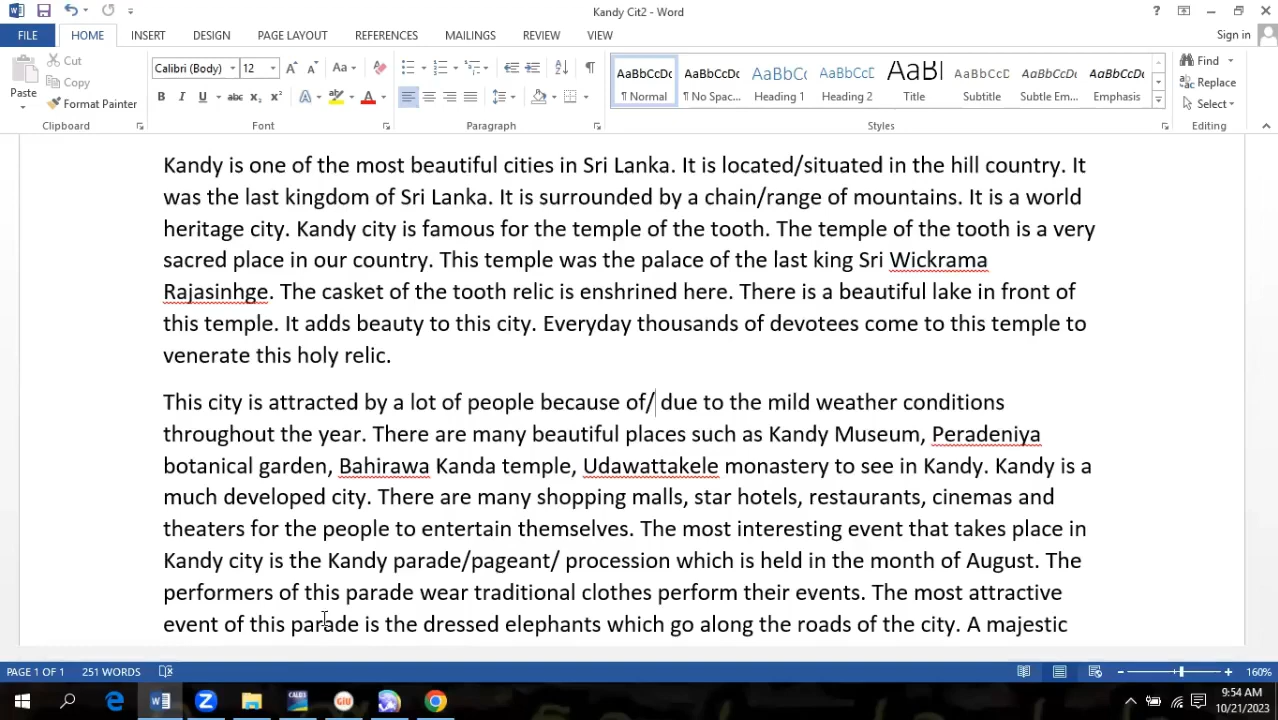 Kandy Cit2 - Word
FILE HOME INSERT DESIGN PAGE LAYOUT REFERENCES MAILINGS REVIEW VIEW Sign in
Cut
Copy
Paste
Format Painter
Calibri (Body) 12
AaBbCcDc AaBbCcDc AaBbC( AaBbCcC AaBl AaBbCcC AaBbCcDc AaBbCcDc
¶ Normal ¶ No Spac... Heading 1 Heading 2 Title Subtitle Subtle Em... Emphasis
Find
Replace
Select
Clipboard Font Paragraph Styles Editing
Kandy is one of the most beautiful cities in Sri Lanka. It is located/situated in the hill country. It
was the last kingdom of Sri Lanka. It is surrounded by a chain/range of mountains. It is a world
heritage city. Kandy city is famous for the temple of the tooth. The temple of the tooth is a very
sacred place in our country. This temple was the palace of the last king Sri Wickrama
Rajasinhge. The casket of the tooth relic is enshrined here. There is a beautiful lake in front of
this temple. It adds beauty to this city. Everyday thousands of devotees come to this temple to
venerate this holy relic.
This city is attracted by a lot of people because of/ due to the mild weather conditions
throughout the year. There are many beautiful places such as Kandy Museum, Peradeniya
botanical garden, Bahirawa Kanda temple, Udawattakele monastery to see in Kandy. Kandy is a
much developed city. There are many shopping malls, star hotels, restaurants, cinemas and
theaters for the people to entertain themselves. The most interesting event that takes place in
Kandy city is the Kandy parade/pageant/ procession which is held in the month of August. The
performers of this parade wear traditional clothes perform their events. The most attractive
event of this parade is the dressed elephants which go along the roads of the city. A majestic
PAGE 1 OF 1 251 WORDS 160%
9:54 AM
10/21/2023